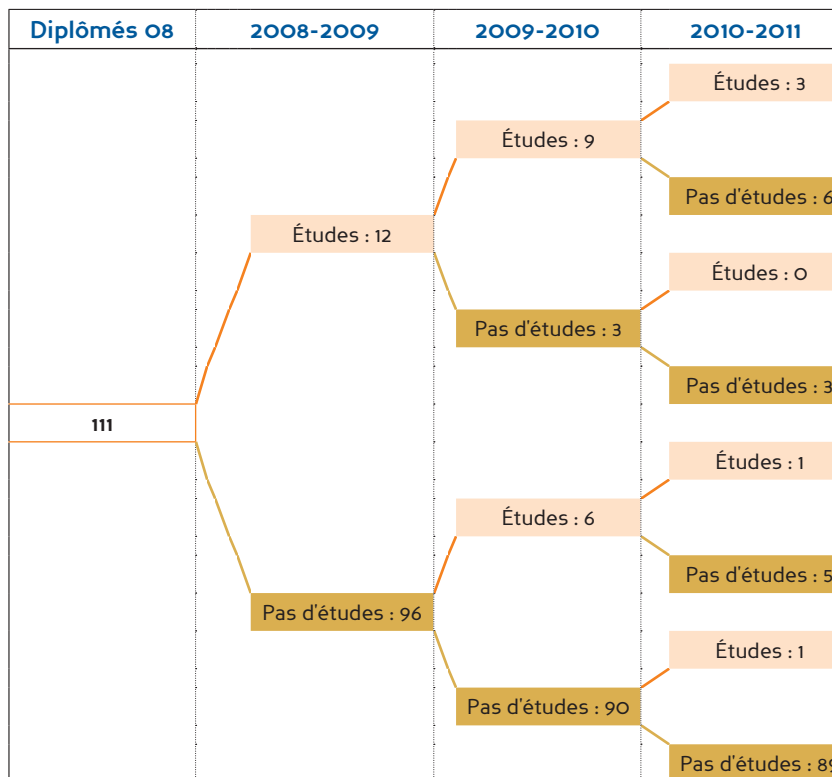 Diplômés 08 2008-2009 2009-2010 2010-2011
Études : 3
Études : 9
Pas d'études : 6
Études : 12
Études : 0
Pas d'études : 3
Pas d'études : 3
111
Études : 1
Études : 6
Pas d'études : 5
Pas d'études : 96
Études : 1
Pas d'études : 90
Pas d'études : 89